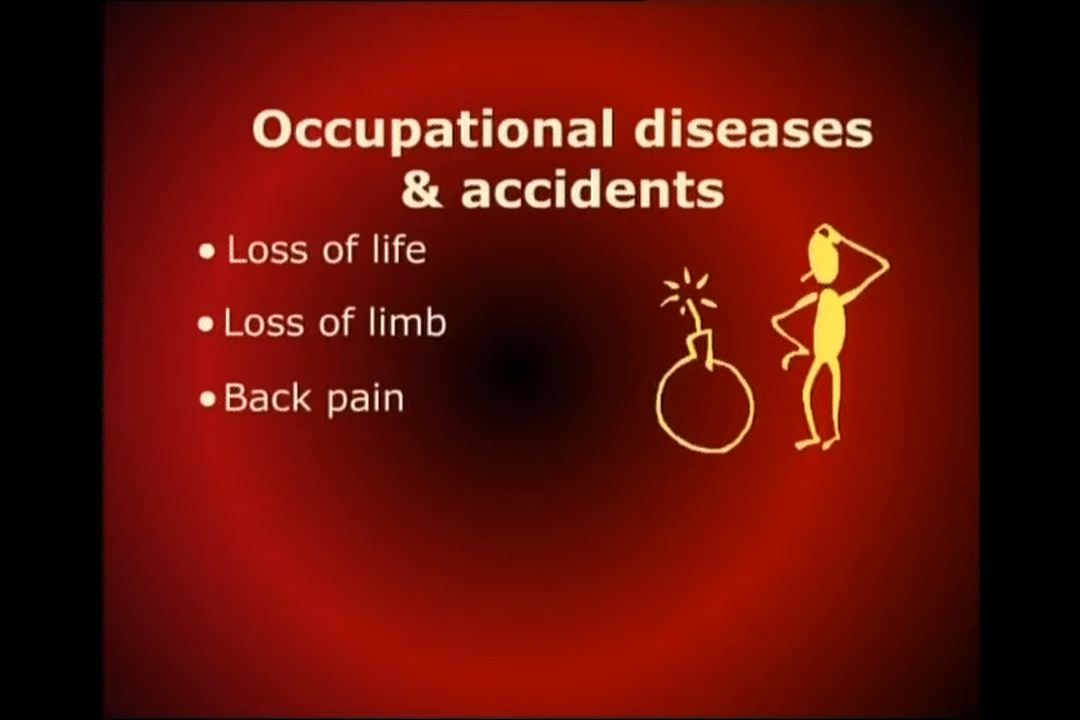 Occupational diseases
& accidents
• Loss of life
• Loss of limb
• Back pain